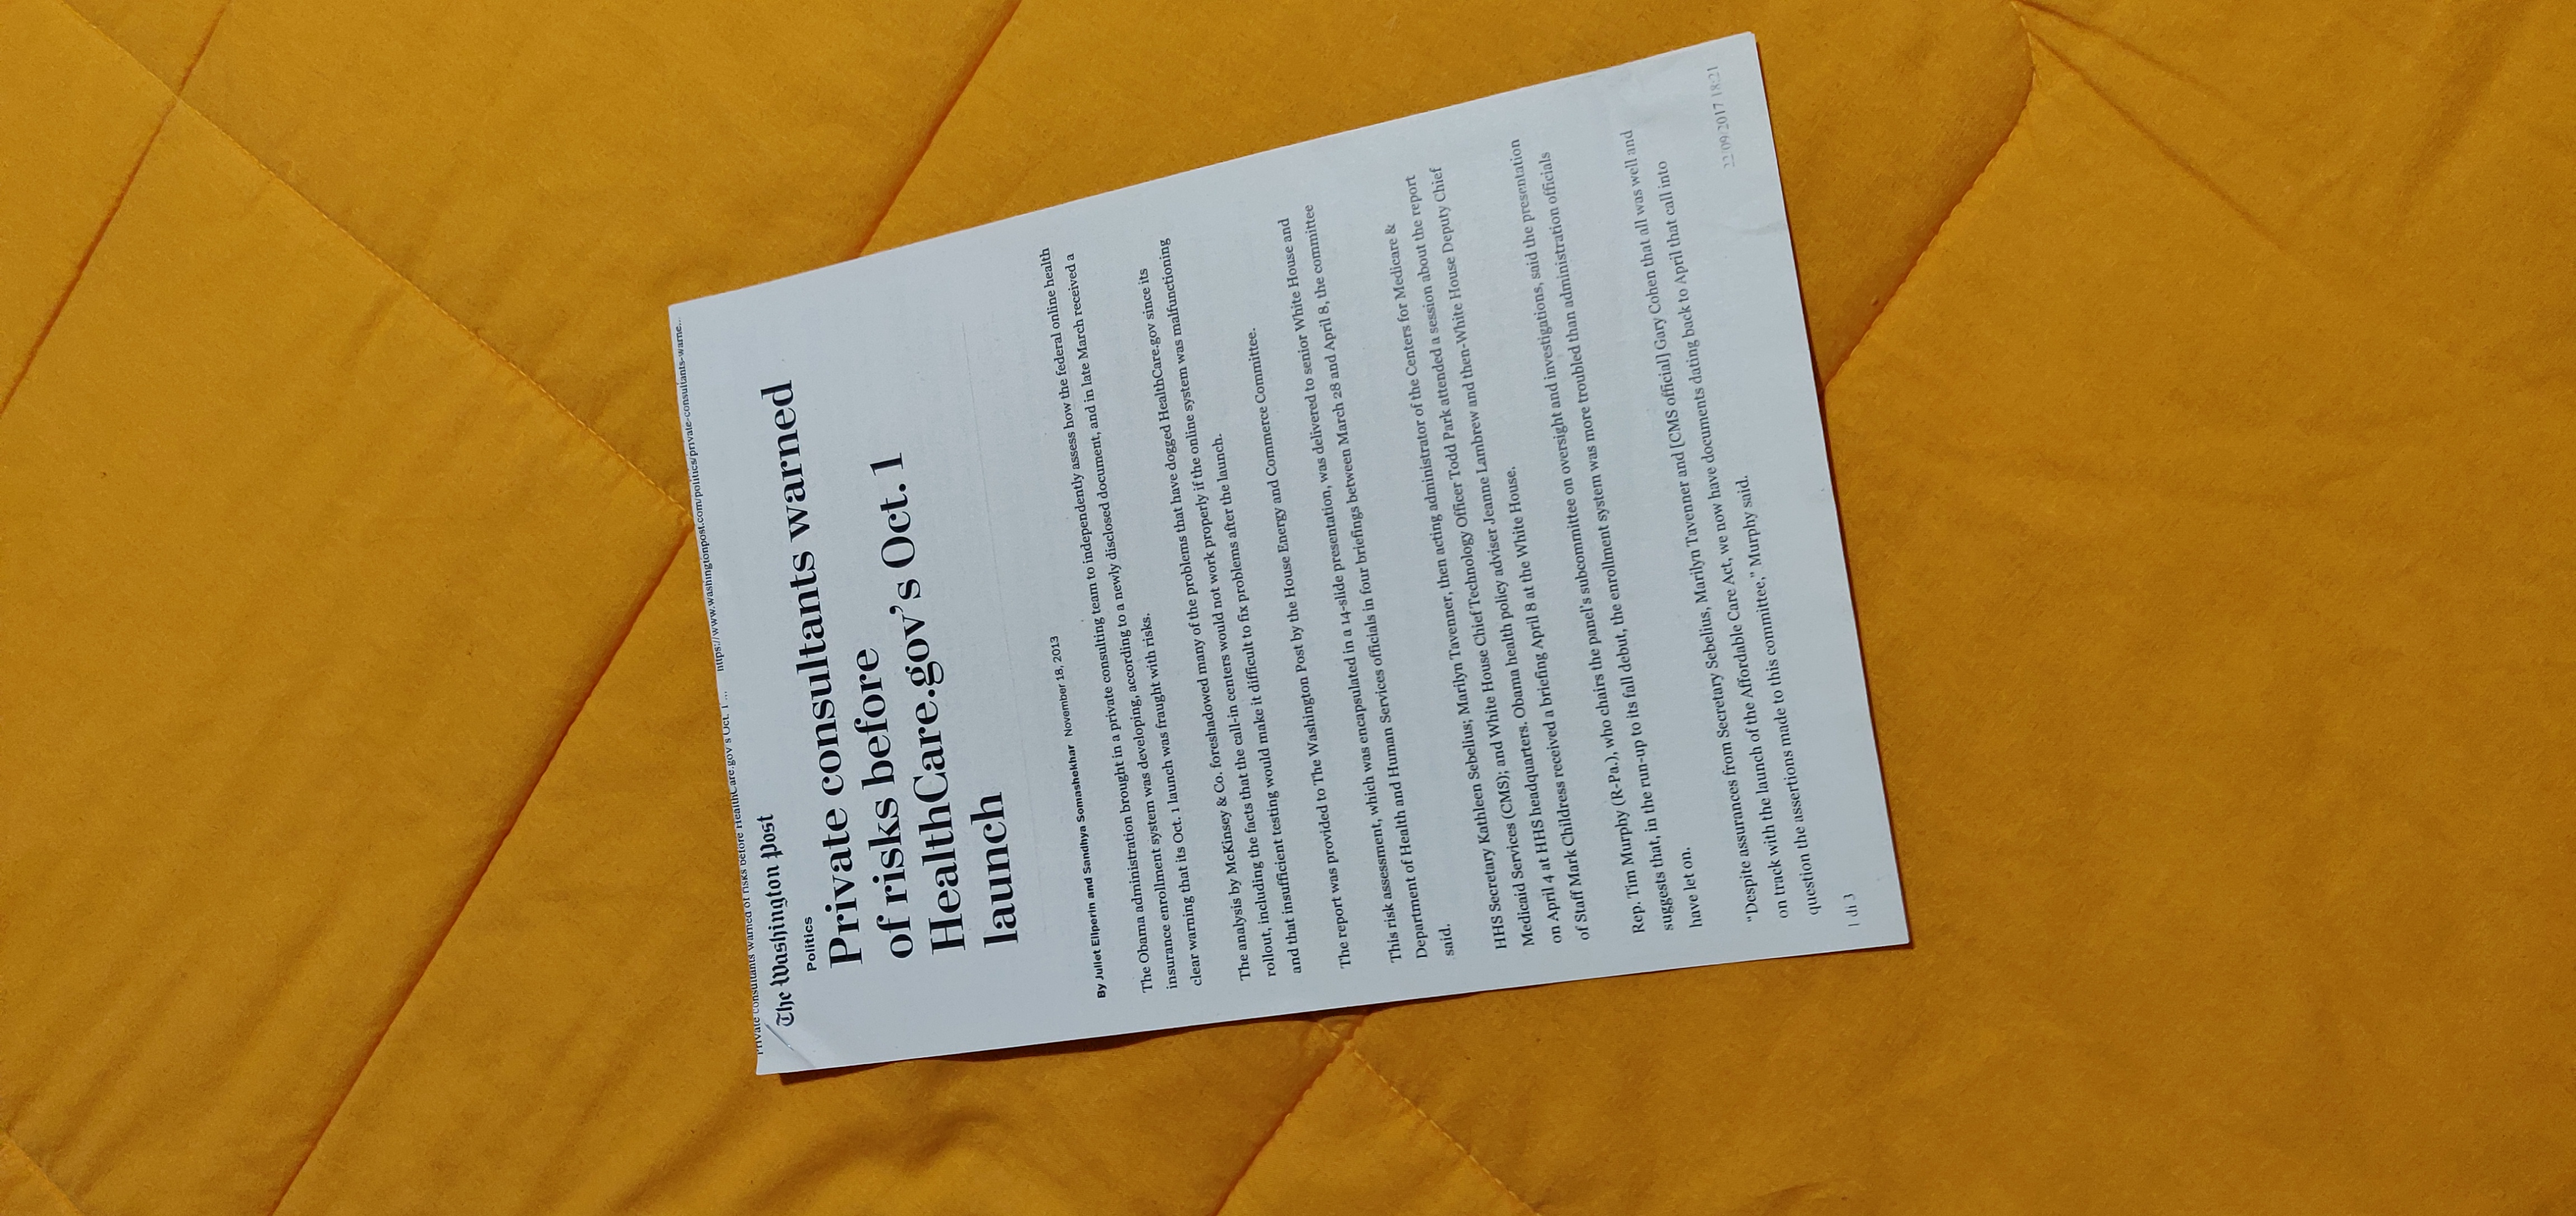 Private consultants warned of risks before HealthCare.gov's Oct. 1 ... https://www.washingtonpost.com/politics/private-consultants-warne...
The Washington Post
Politics
Private consultants warned
of risks before
HealthCare.gov’s Oct. 1
launch
By Juliet Eilperin and Sandhya Somashekhar November 18, 2013
The Obama administration brought in a private consulting team to independently assess how the federal online health
insurance enrollment system was developing, according to a newly disclosed document, and in late March received a
clear warning that its Oct. 1 launch was fraught with risks.
The analysis by McKinsey & Co. foreshadowed many of the problems that have dogged HealthCare.gov since its
rollout, including the facts that the call-in centers would not work properly if the online system was malfunctioning
and that insufficient testing would make it difficult to fix problems after the launch.
The report was provided to The Washington Post by the House Energy and Commerce Committee.
This risk assessment, which was encapsulated in a 14-slide presentation, was delivered to senior White House and
Department of Health and Human Services officials in four briefings between March 28 and April 8, the committee
said.
HHS Secretary Kathleen Sebelius; Marilyn Tavenner, then acting administrator of the Centers for Medicare &
Medicaid Services (CMS); and White House Chief Technology Officer Todd Park attended a session about the report
on April 4 at HHS headquarters. Obama health policy adviser Jeanne Lambrew and then-White House Deputy Chief
of Staff Mark Childress received a briefing April 8 at the White House.
Rep. Tim Murphy (R-Pa.), who chairs the panel’s subcommittee on oversight and investigations, said the presentation
suggests that, in the run-up to its fall debut, the enrollment system was more troubled than administration officials
have let on.
“Despite assurances from Secretary Sebelius, Marilyn Tavenner and [CMS official] Gary Cohen that all was well and
on track with the launch of the Affordable Care Act, we now have documents dating back to April that call into
question the assertions made to this committee,” Murphy said.
1 di 3 22/09/2017 18:21